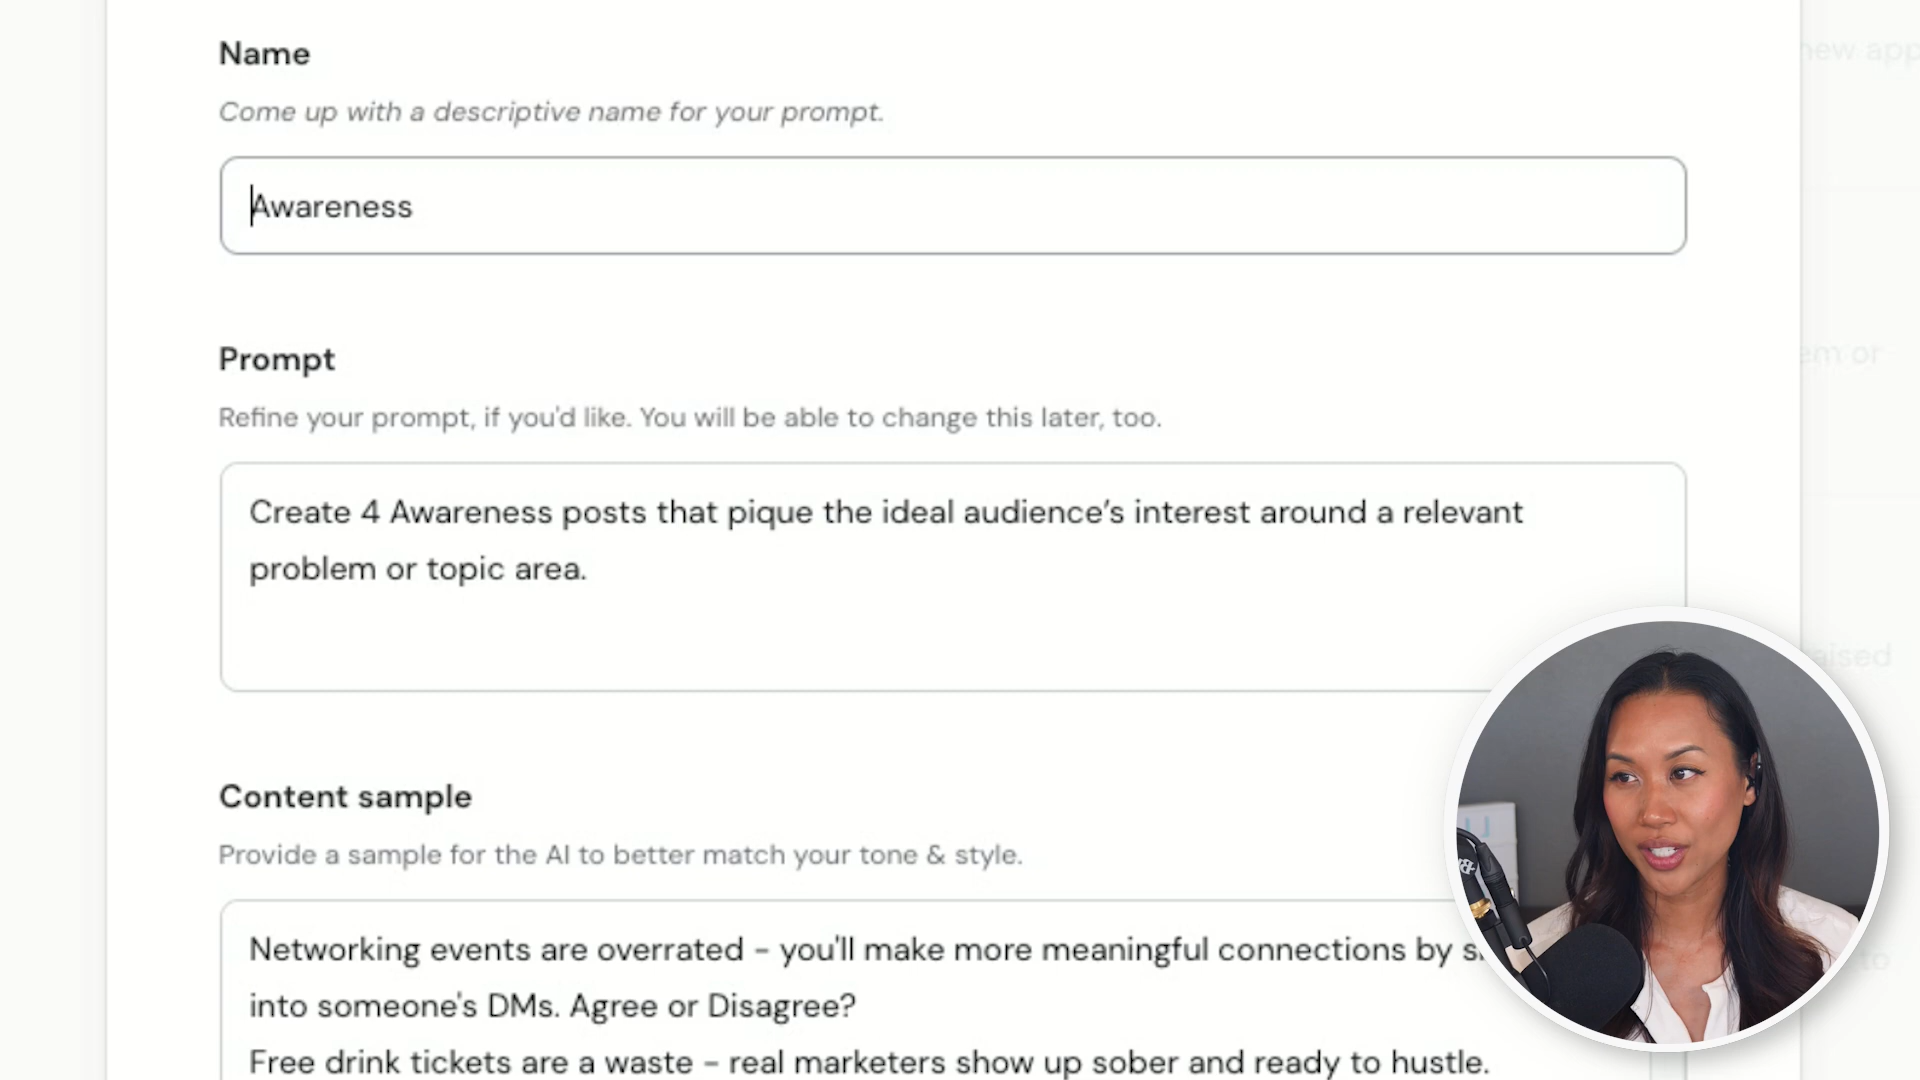 Name
new app
Come up with a descriptive name for your prompt.
Awareness
Prompt
or
Refine your prompt, if you'd like. You will be able to change this later, too.
Create 4 Awareness posts that pique the ideal audience’s interest around a relevant
problem or topic area.
Content sample
Provide a sample for the AI to better match your tone & style.
Networking events are overrated - you'll make more meaningful connections by
into someone's DMs. Agree or Disagree?
to
Free drink tickets are a waste - real marketers show up sober and ready to hustle.